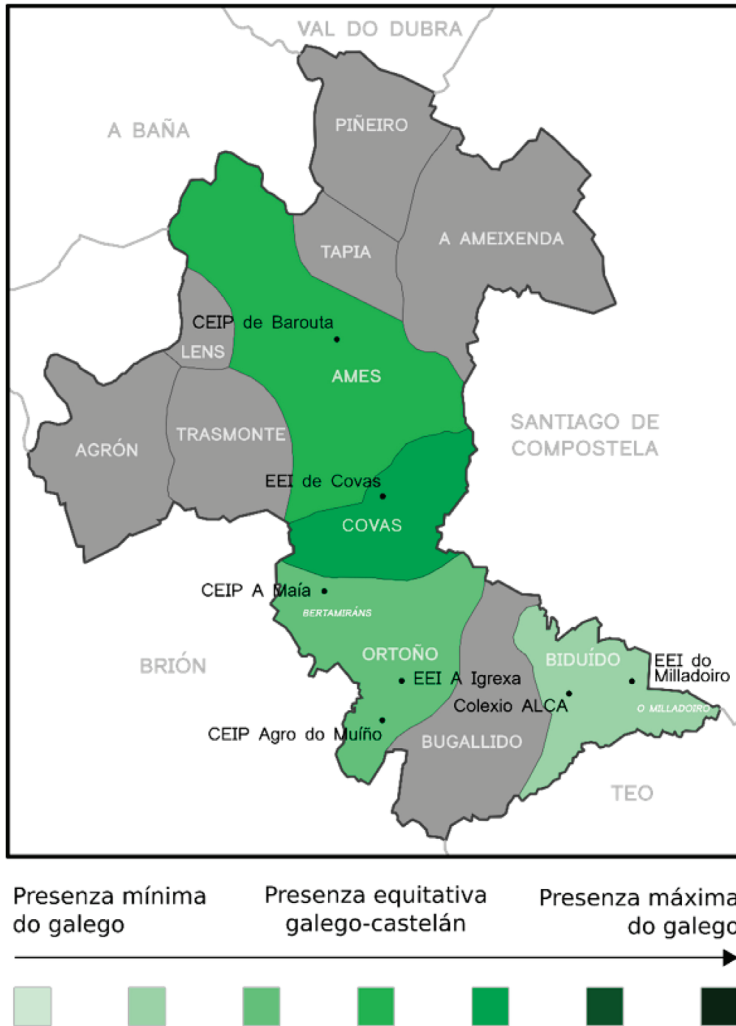 VAL DO DUBRA
A BAÑA
PIÑEIRO
TAPIA
A AMEIXENDA
CEIP de Barouta
LENS
AMES
AGRÓN
TRASMONTE
SANTIAGO DE
COMPOSTELA
EEI de Covas
COVAS
CEIP A Maía
BERTAMIRÁNS
BRIÓN
ORTOÑO
BIDUÍDO
EEI do
Milladoiro
EEI A Igrexa
Colexio ALCA
O MILLADOIRO
CEIP Agro do Muíño
BUGALLIDO
TEO
Presenza mínima
do galego
Presenza equitativa
galego-castelán
Presenza máxima
do galego